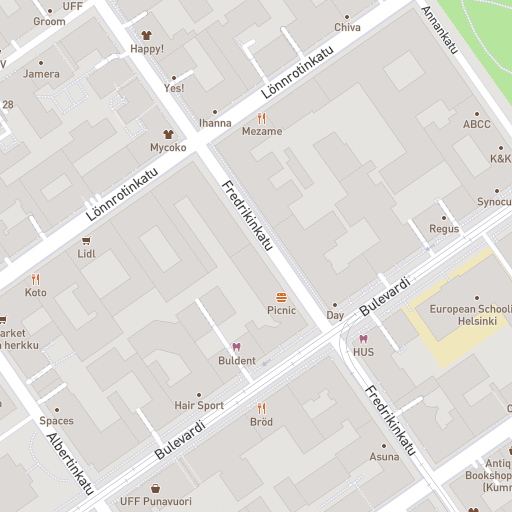 UFF
Groom
Chiva
Annankatu
Happy!
Jamera
Yes!
Lönnrotinkatu
28
Ihanna
Mezame
ABCC
Mycoko
K&K
Lönnrotinkatu
Fredrikinkatu
Synocu
Regus
Lidl
Koto
Bulevardi
Picnic
Day
European Schooli
Helsinki
arket
herkku
Buldent
HUS
Fredrikinkatu
Hair Sport
Spaces
Bröd
Albertinkatu
Bulevardi
Asuna
Antiq
Bookshop
(Kumm
UFF Punavuori